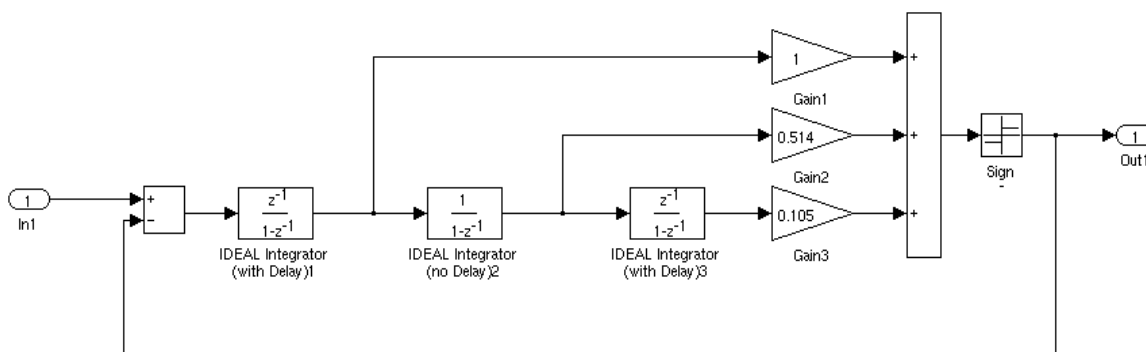 1
Gain1
+
0.514
Gain2
+
Sign
1
Out1
1
In1
+
−
z-1
1-z-1
IDEAL Integrator
(with Delay)1
1
1-z-1
IDEAL Integrator
(no Delay)2
z-1
1-z-1
IDEAL Integrator
(with Delay)3
0.105
Gain3
+